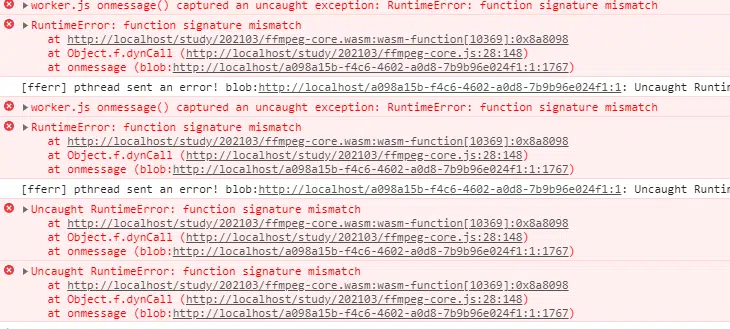 worker.js onmessage() captured an uncaught exception: RuntimeError: function signature mismatch
RuntimeError: function signature mismatch
at http://localhost/study/202103/ffmpeg-core.wasm:wasm-function[10369]:0x8a8098
at Object.f.dynCall (http://localhost/study/202103/ffmpeg-core.js:28:148)
at onmessage (blob:http://localhost/a098a15b-f4c6-4602-a0d8-7b9b96e024f1:1:1767)
[fferr] pthread sent an error! blob:http://localhost/a098a15b-f4c6-4602-a0d8-7b9b96e024f1:1: Uncaught Runtim
worker.js onmessage() captured an uncaught exception: RuntimeError: function signature mismatch
RuntimeError: function signature mismatch
at http://localhost/study/202103/ffmpeg-core.wasm:wasm-function[10369]:0x8a8098
at Object.f.dynCall (http://localhost/study/202103/ffmpeg-core.js:28:148)
at onmessage (blob:http://localhost/a098a15b-f4c6-4602-a0d8-7b9b96e024f1:1:1767)
[fferr] pthread sent an error! blob:http://localhost/a098a15b-f4c6-4602-a0d8-7b9b96e024f1:1: Uncaught Runtim
Uncaught RuntimeError: function signature mismatch
at http://localhost/study/202103/ffmpeg-core.wasm:wasm-function[10369]:0x8a8098
at Object.f.dynCall (http://localhost/study/202103/ffmpeg-core.js:28:148)
at onmessage (blob:http://localhost/a098a15b-f4c6-4602-a0d8-7b9b96e024f1:1:1767)
Uncaught RuntimeError: function signature mismatch
at http://localhost/study/202103/ffmpeg-core.wasm:wasm-function[10369]:0x8a8098
at Object.f.dynCall (http://localhost/study/202103/ffmpeg-core.js:28:148)
at onmessage (blob:http://localhost/a098a15b-f4c6-4602-a0d8-7b9b96e024f1:1:1767)